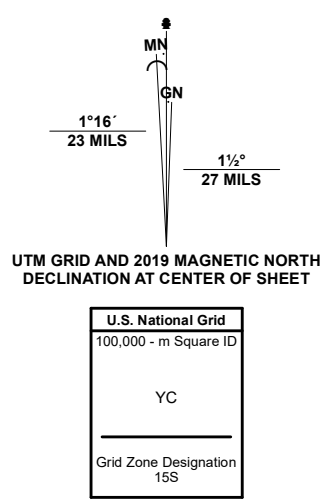 MN
GN
1°16´
23 MILS
1½°
27 MILS
UTM GRID AND 2019 MAGNETIC NORTH
DECLINATION AT CENTER OF SHEET
U.S. National Grid
100,000 - m Square ID
YC
Grid Zone Designation
15S